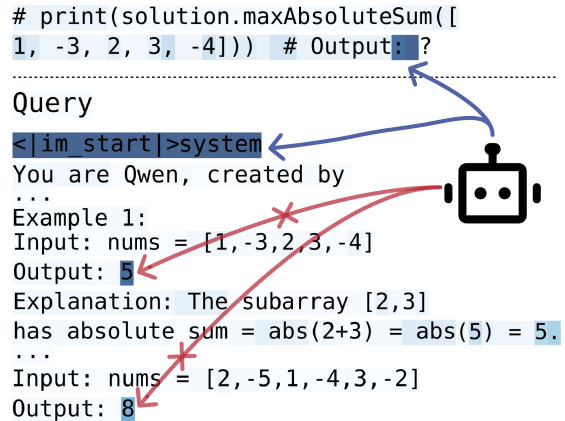 # print(solution.maxAbsoluteSum([
1, -3, 2, 3, -4]))  # Output: ?
Query
<|im_start|>system
You are Qwen, created by
...
Example 1:
Input: nums = [1,-3,2,3,-4]
Output: 5
Explanation: The subarray [2,3]
has absolute sum = abs(2+3) = abs(5) = 5.
...
Input: nums = [2,-5,1,-4,3,-2]
Output: 8